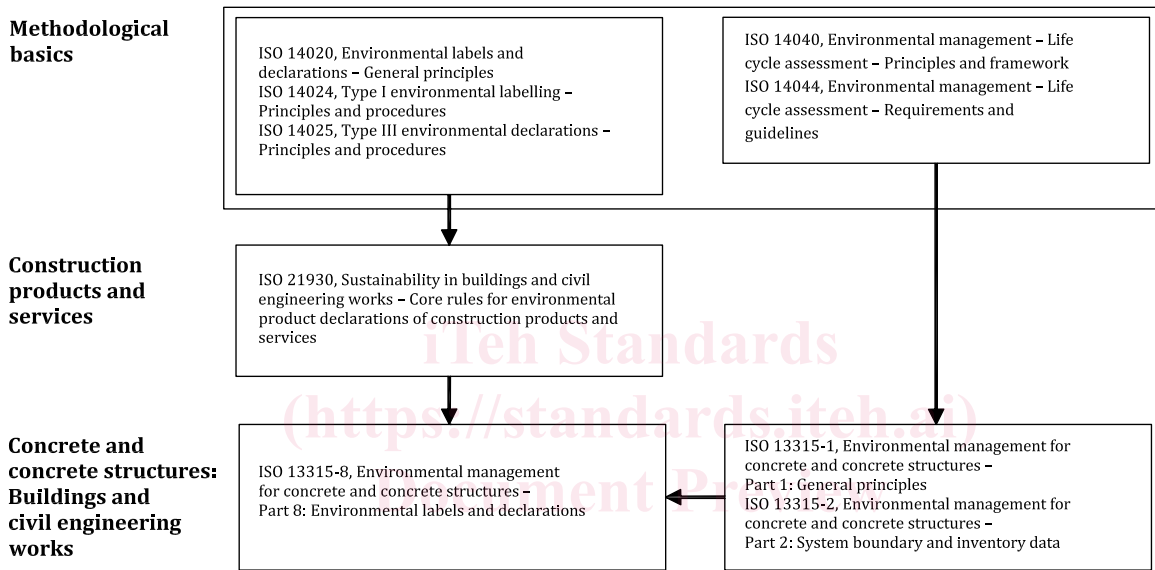 Methodological
basics
ISO 14020, Environmental labels and
declarations – General principles
ISO 14024, Type I environmental labelling –
Principles and procedures
ISO 14025, Type III environmental declarations –
Principles and procedures
ISO 14040, Environmental management – Life
cycle assessment – Principles and framework
ISO 14044, Environmental management – Life
cycle assessment – Requirements and
guidelines
Construction
products and
services
ISO 21930, Sustainability in buildings and civil
engineering works – Core rules for environmental
product declarations of construction products and
services
iTeh Standards
(https://standards.iteh.ai)
Document Preview
Concrete and
concrete structures:
Buildings and
civil engineering
works
ISO 13315-8, Environmental management
for concrete and concrete structures –
Part 8: Environmental labels and declarations
ISO 13315-1, Environmental management for
concrete and concrete structures –
Part 1: General principles
ISO 13315-2, Environmental management for
concrete and concrete structures –
Part 2: System boundary and inventory data